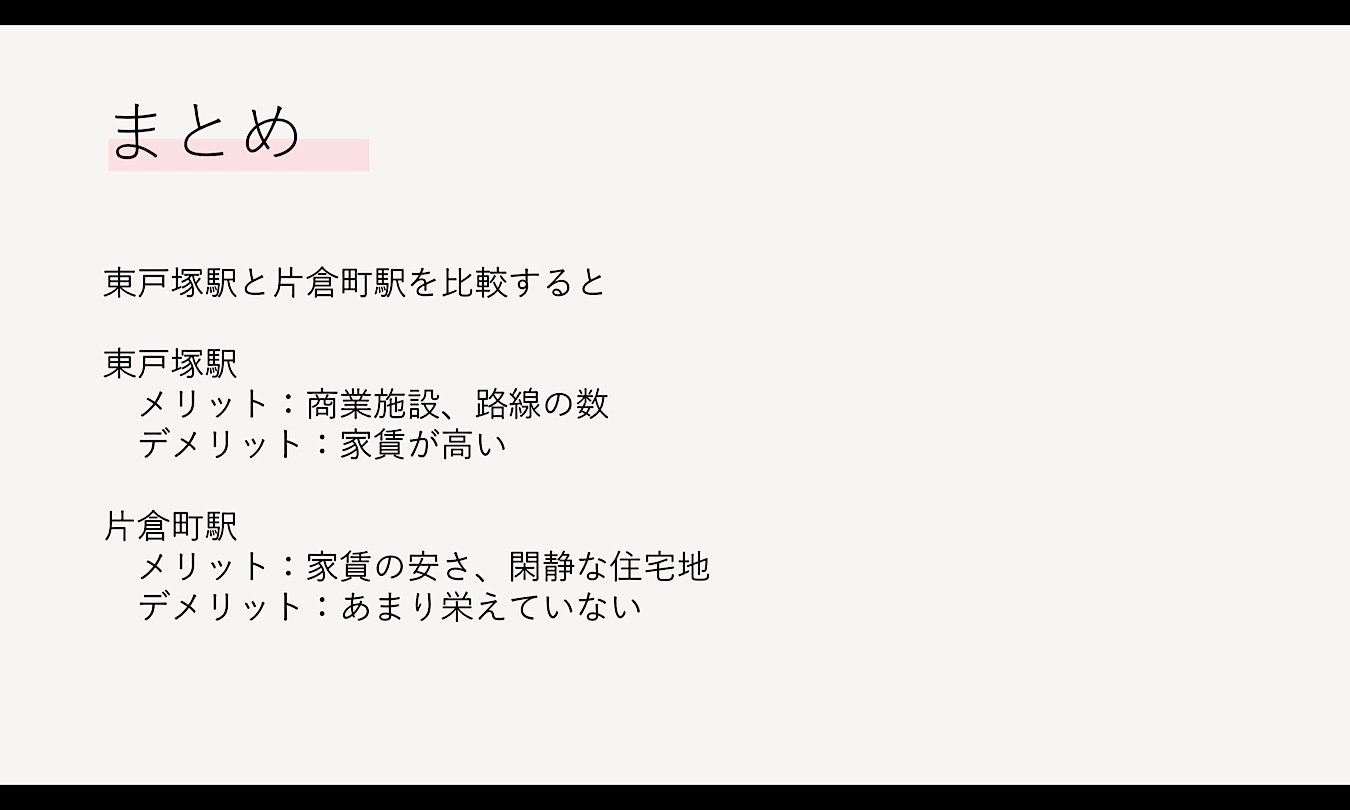 まとめ
東戸塚駅と片倉町駅を比較すると
東戸塚駅
メリット：商業施設、路線の数
デメリット：家賃が高い
片倉町駅
メリット：家賃の安さ、閑静な住宅地
デメリット：あまり栄えていない